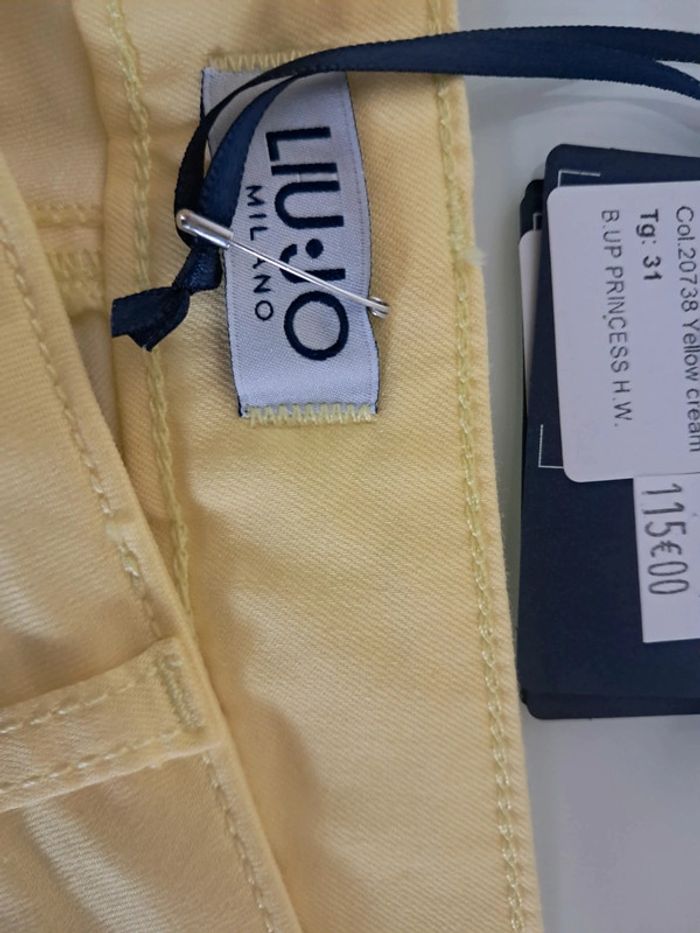 LIU·JO
MILANO
Col.20738 Yellow cream
Tg: 31
B.UP PRINCESS H.W.
115€00